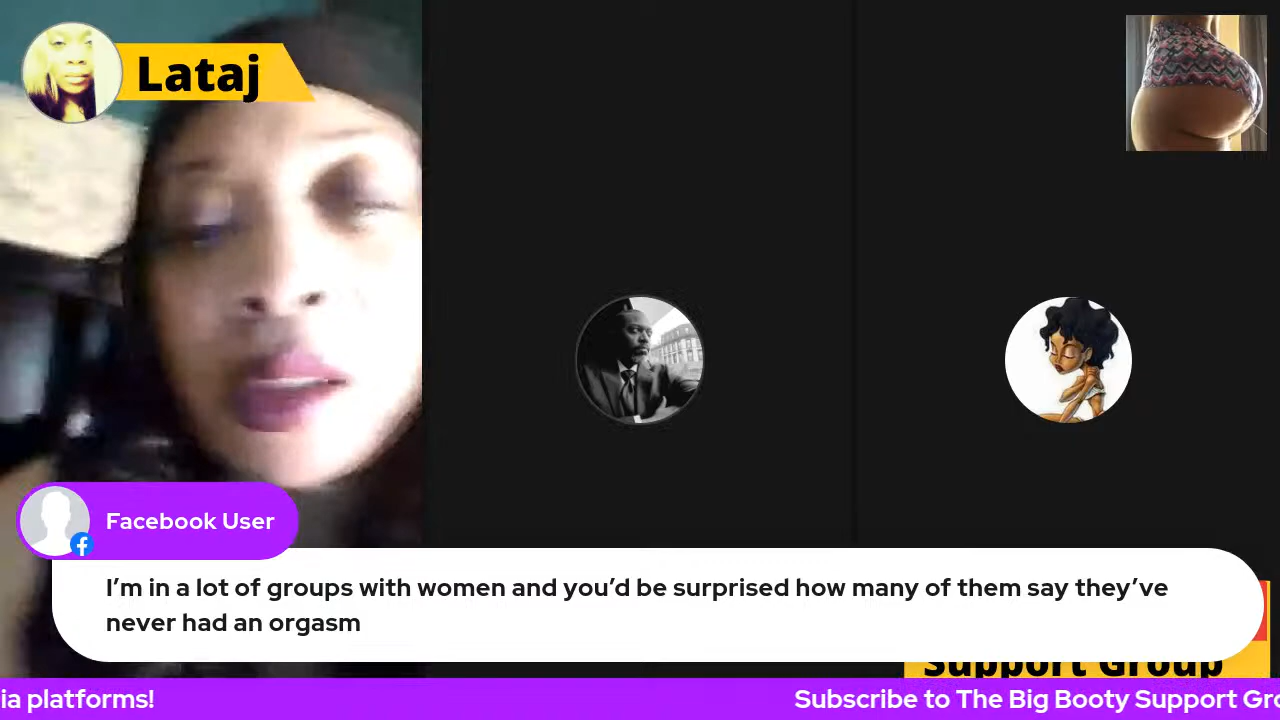 Lataj
Facebook User
I’m in a lot of groups with women and you’d be surprised how many of them say they’ve
never had an orgasm
Support Group
ia platforms!
Subscribe to The Big Booty Support Gro